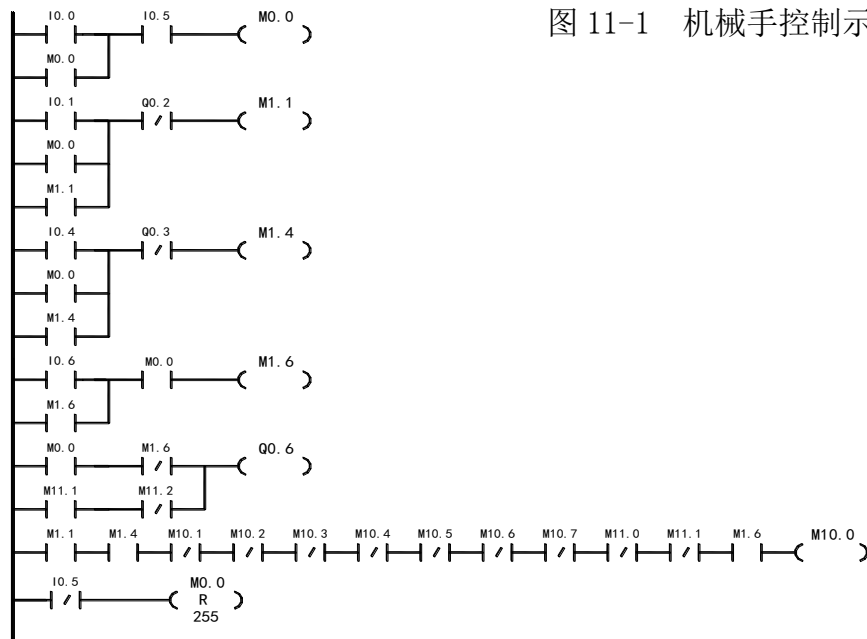 图 11-1 机械手控制示
I0.0 I0.5 M0.0
M0.0
I0.1 Q0.2 M1.1
M0.0
M1.1
I0.4 Q0.3 M1.4
M0.0
M1.4
I0.6 M0.0 M1.6
M1.6
M0.0 M1.6 Q0.6
M11.1 M11.2
M1.1 M1.4 M10.1 M10.2 M10.3 M10.4 M10.5 M10.6 M10.7 M11.0 M11.1 M1.6 M10.0
I0.5 M0.0
R
255